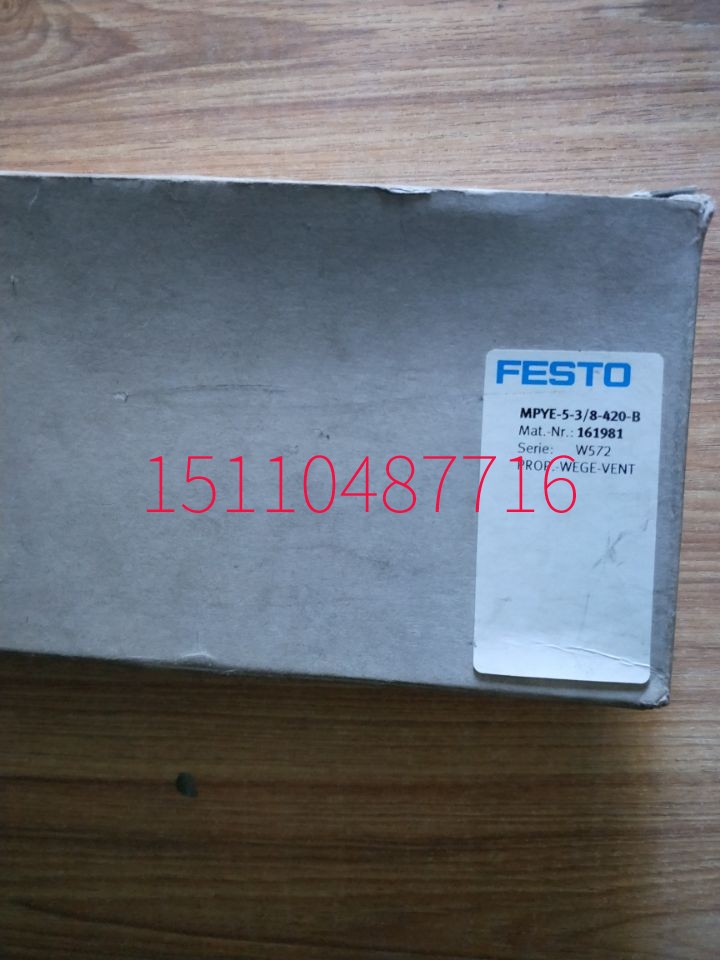 FESTO
MPYE-5-3/8-420-B
Mat.-Nr.: 161981
Serie: W572
PROP.-WEGE-VENT
15110487716